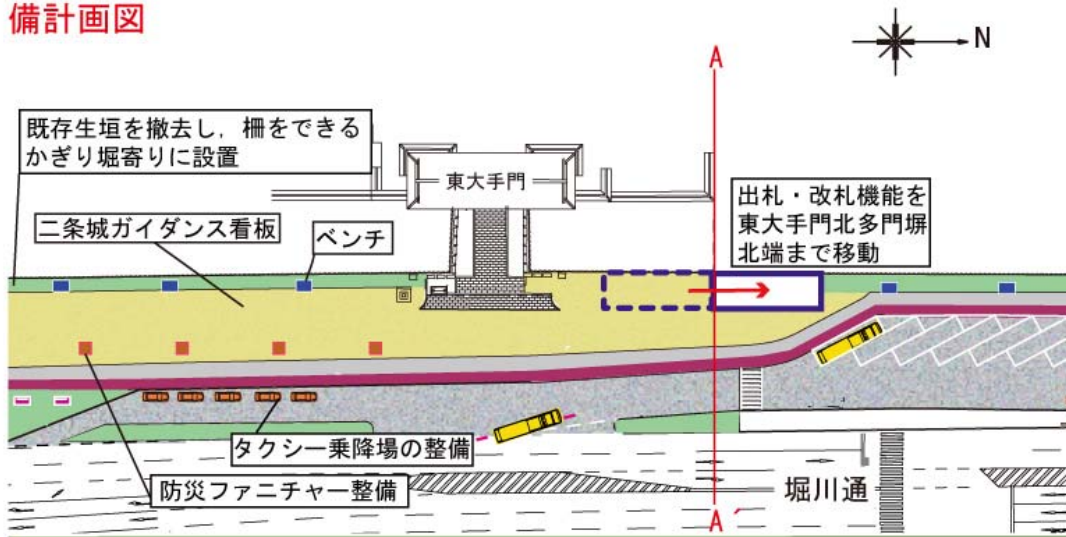 備計画図
N
A
既存生垣を撤去し，柵をできる
かぎり堀寄りに設置
東大手門
出札・改札機能を
東大手門北多門塀
北端まで移動
二条城ガイダンス看板
ベンチ
タクシー乗降場の整備
防災ファニチャー整備
堀川通
A´